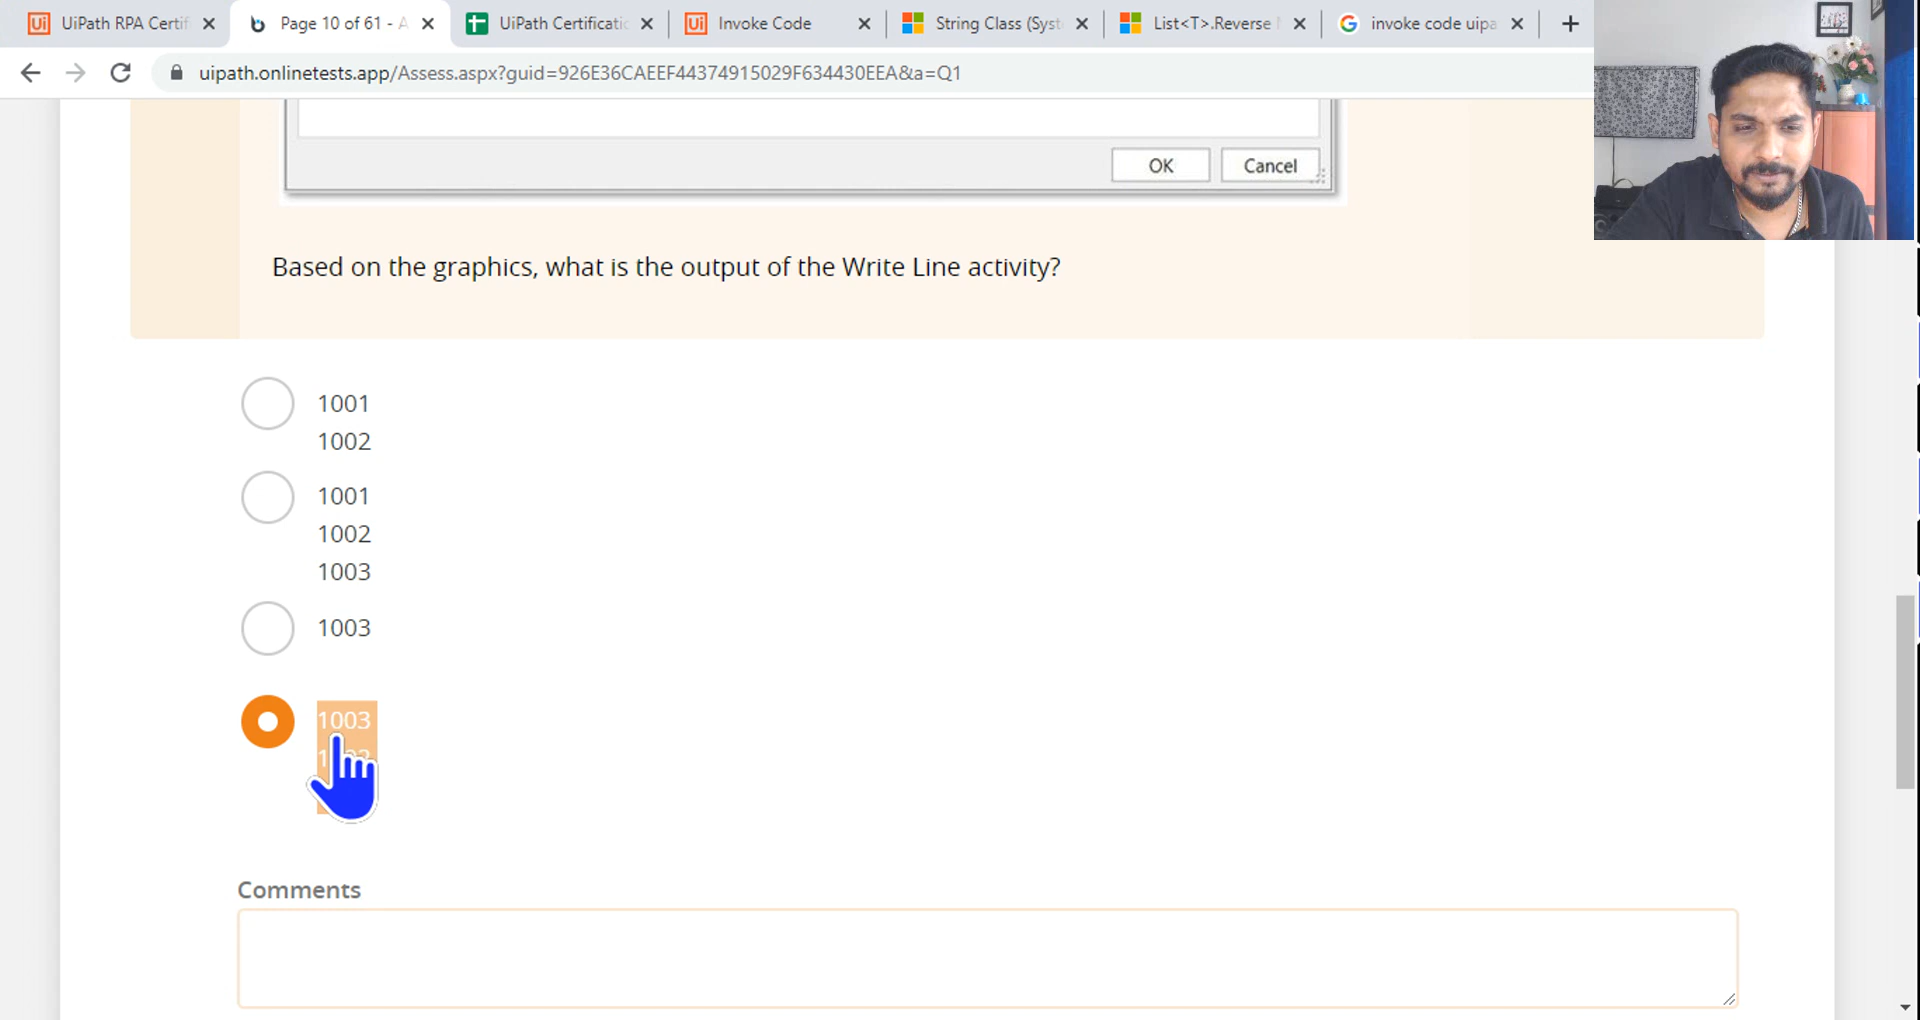 UiPath RPA Certif
Page 10 of 61 - A
UiPath Certificatio
Invoke Code
String Class (Syst
List<T>.Reverse
invoke code uipa
uipath.onlinetests.app/Assess.aspx?guid=926E36CAEEF44374915029F634430EEA&a=Q1
OK
Cancel
Based on the graphics, what is the output of the Write Line activity?
1001
1002
1001
1002
1003
1003
1003
Comments